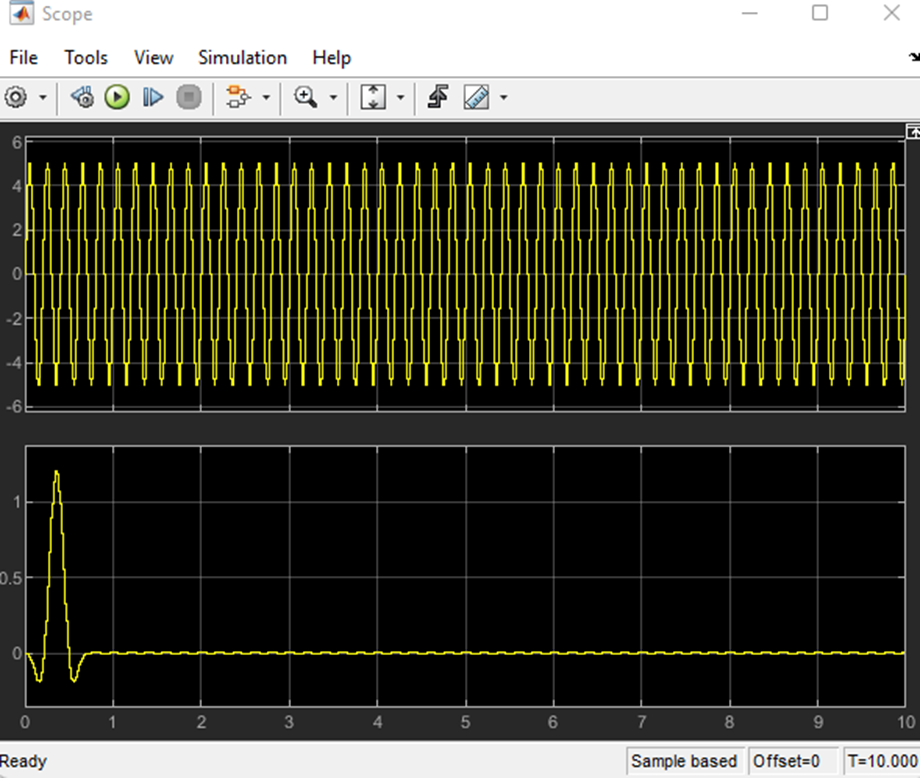 Scope
File Tools View Simulation Help
6
4
2
0
-2
-4
-6
1
0.5
0
0 1 2 3 4 5 6 7 8 9 10
Ready Sample based Offset=0 T=10.000